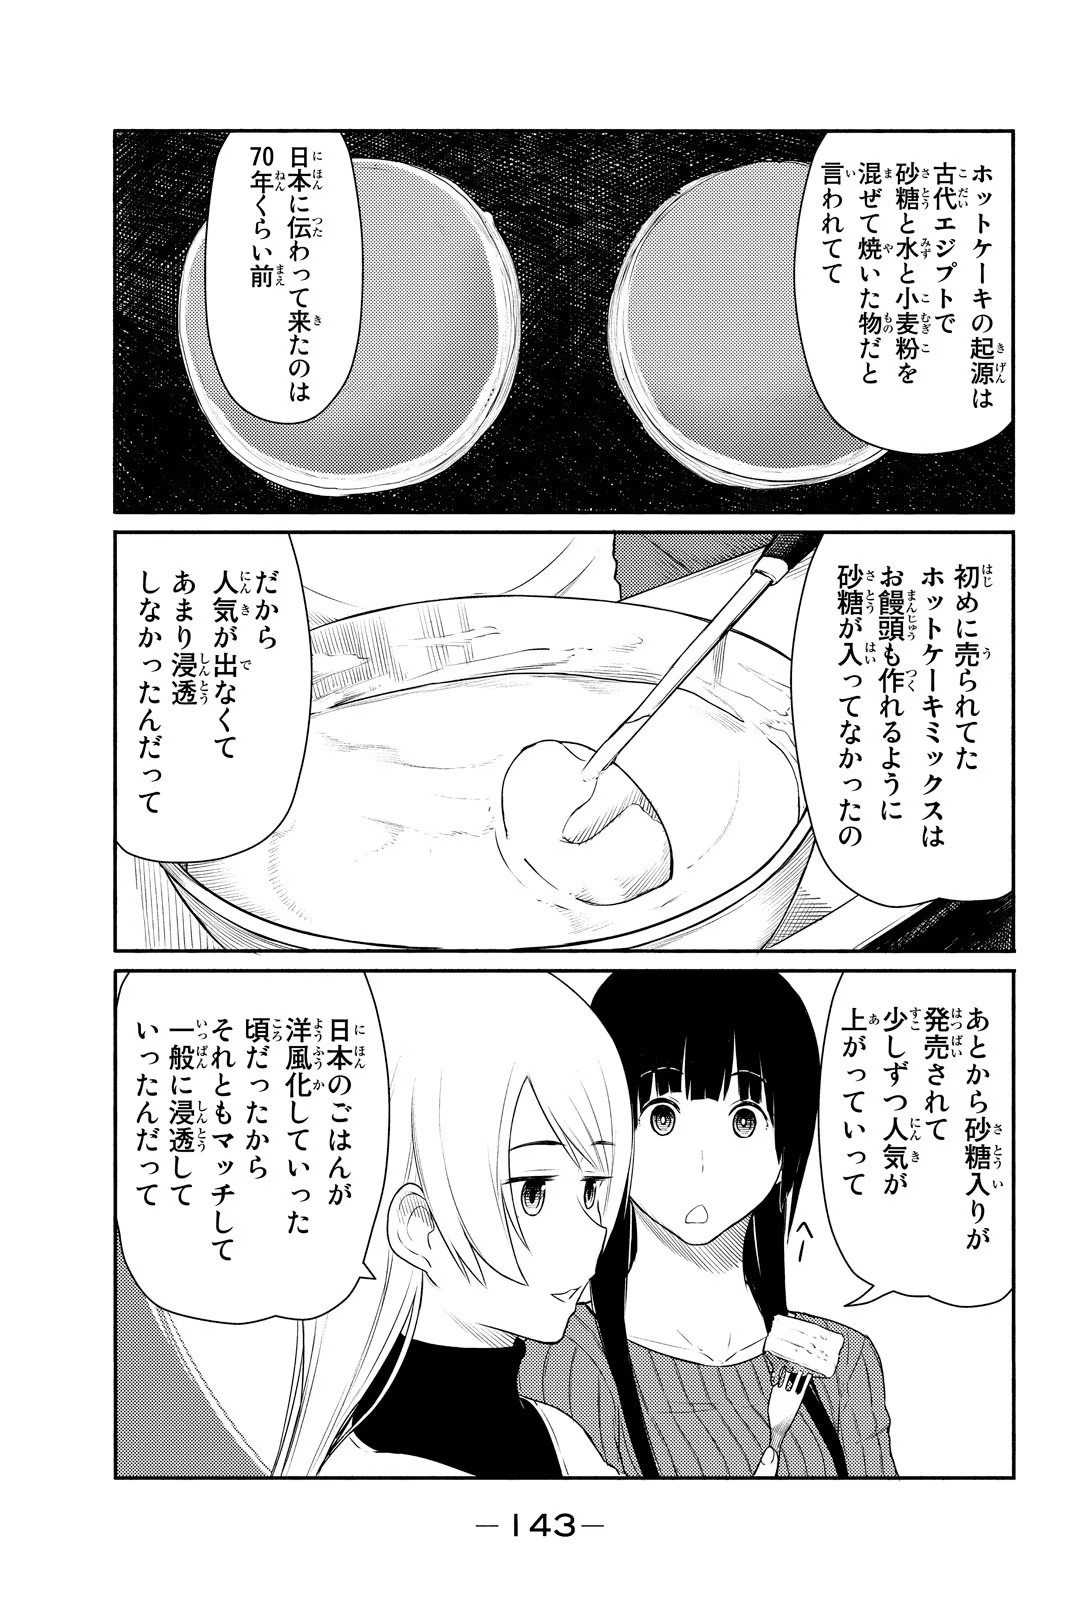 ホットケーキの起源は
古代エジプトで
砂糖と水と小麦粉を
混ぜて焼いた物だと
言われてて
日本に伝わって来たのは
70年くらい前
初めに売られてた
ホットケーキミックスは
お饅頭も作れるように
砂糖が入ってなかったの
だから
人気が出なくて
あまり浸透
しなかったんだって
あとから砂糖入りが
発売されて
少しずつ人気が
上がっていって
へー
日本のごはんが
洋風化していった
頃だったから
それともマッチして
一般に浸透して
いったんだって
—143—